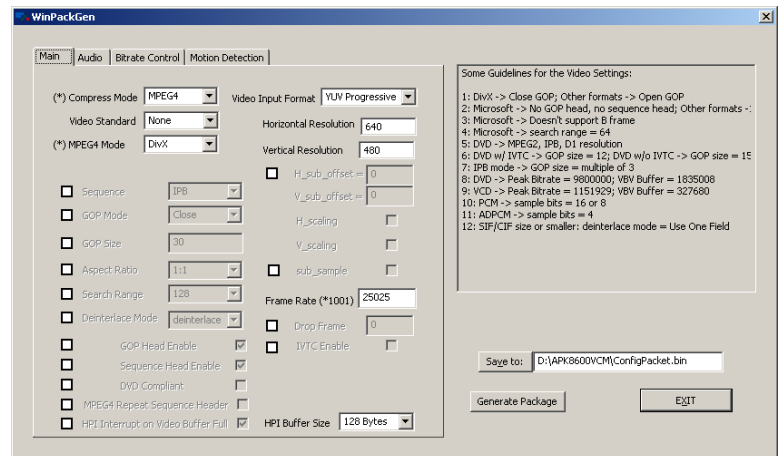 WinPackGen
Main Audio Bitrate Control Motion Detection
(*) Compress Mode MPEG4
Video Standard None
(*) MPEG4 Mode DivX
Sequence IPB
GOP Mode Close
GOP Size 30
Aspect Ratio 1:1
Search Range 128
Deinterlace Mode deinterlace
GOP Head Enable
Sequence Head Enable
DVD Compliant
MPEG4 Repeat Sequence Header
HPI Interrupt on Video Buffer Full
Video Input Format YUV Progressive
Horizontal Resolution 640
Vertical Resolution 480
H_sub_offset = 0
V_sub_offset = 0
H_scaling
V_scaling
sub_sample
Frame Rate (*1001) 25025
Drop Frame 0
IVTC Enable
HPI Buffer Size 128 Bytes
Some Guidelines for the Video Settings:
1: DivX -> Close GOP; Other formats -> Open GOP
2: Microsoft -> No GOP head, no sequence head; Other formats -:
3: Microsoft -> Doesn't support B frame
4: Microsoft -> search range = 64
5: DVD -> MPEG2, IPB, D1 resolution
6: DVD w/ IVTC -> GOP size = 12; DVD w/o IVTC -> GOP size = 15
7: IPB mode -> GOP size = multiple of 3
8: DVD -> Peak Bitrate = 9800000; VBV Buffer = 1835008
9: VCD -> Peak Bitrate = 1151929; VBV Buffer = 327680
10: PCM -> sample bits = 16 or 8
11: ADPCM -> sample bits = 4
12: SIF/CIF size or smaller: deinterlace mode = Use One Field
Save to: D:\APK8600VCM\ConfigPacket.bin
Generate Package EXIT